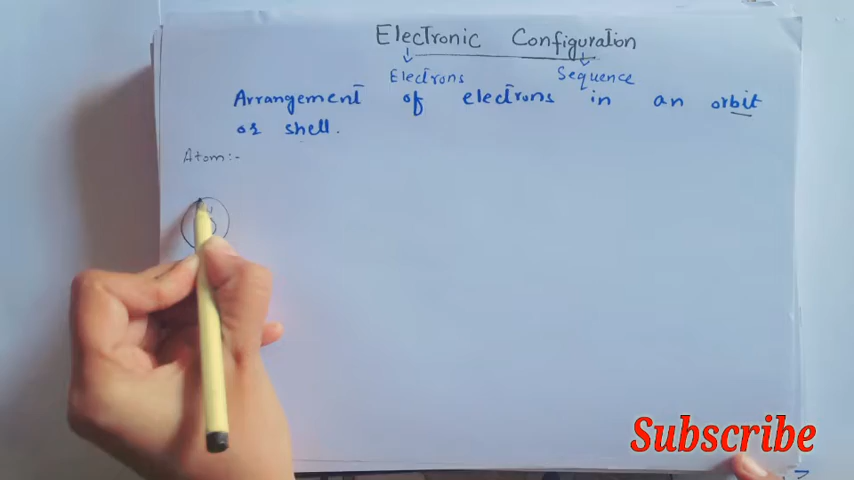 Electronic Configuration
Electrons Sequence
Arrangement of electrons in an orbit
or shell.
Atom:-
Subscribe